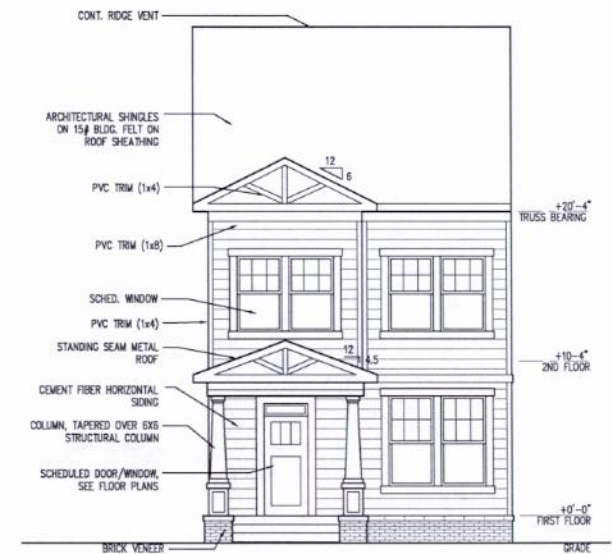 CONT. RIDGE VENT
ARCHITECTURAL SHINGLES
ON 15# BLDG. FELT ON
ROOF SHEATHING
12
6
PVC TRIM (1x4)
+20'-4"
TRUSS BEARING
PVC TRIM (1x8)
SCHED. WINDOW
PVC TRIM (1x4)
STANDING SEAM METAL
ROOF
12
4.5
+10-4"
2ND FLOOR
CEMENT FIBER HORIZONTAL
SIDING
COLUMN, TAPERED OVER 6X6
STRUCTURAL COLUMN
SCHEDULED DOOR/WINDOW,
SEE FLOOR PLANS
+0'-0"
FIRST FLOOR
BRICK VENEER
GRADE